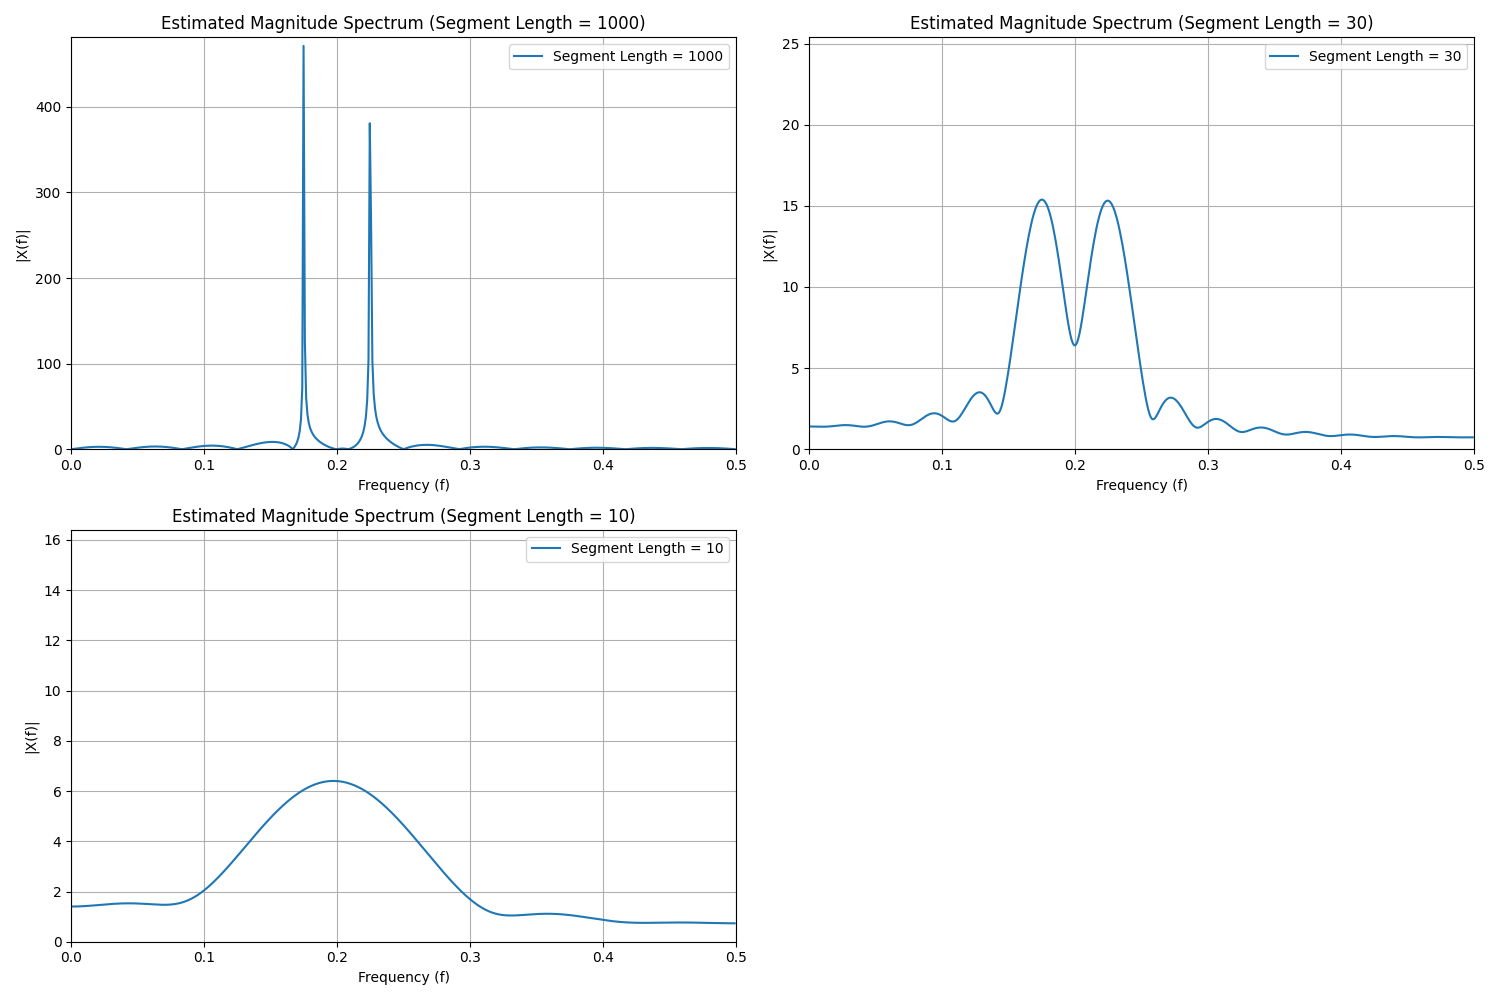 Estimated Magnitude Spectrum (Segment Length = 1000)
Segment Length = 1000
|X(f)|
400
300
200
100
0
0.0 0.1 0.2 0.3 0.4 0.5
Frequency (f)
Estimated Magnitude Spectrum (Segment Length = 30)
Segment Length = 30
|X(f)|
25
20
15
10
5
0
0.0 0.1 0.2 0.3 0.4 0.5
Frequency (f)
Estimated Magnitude Spectrum (Segment Length = 10)
Segment Length = 10
|X(f)|
16
14
12
10
8
6
4
2
0
0.0 0.1 0.2 0.3 0.4 0.5
Frequency (f)